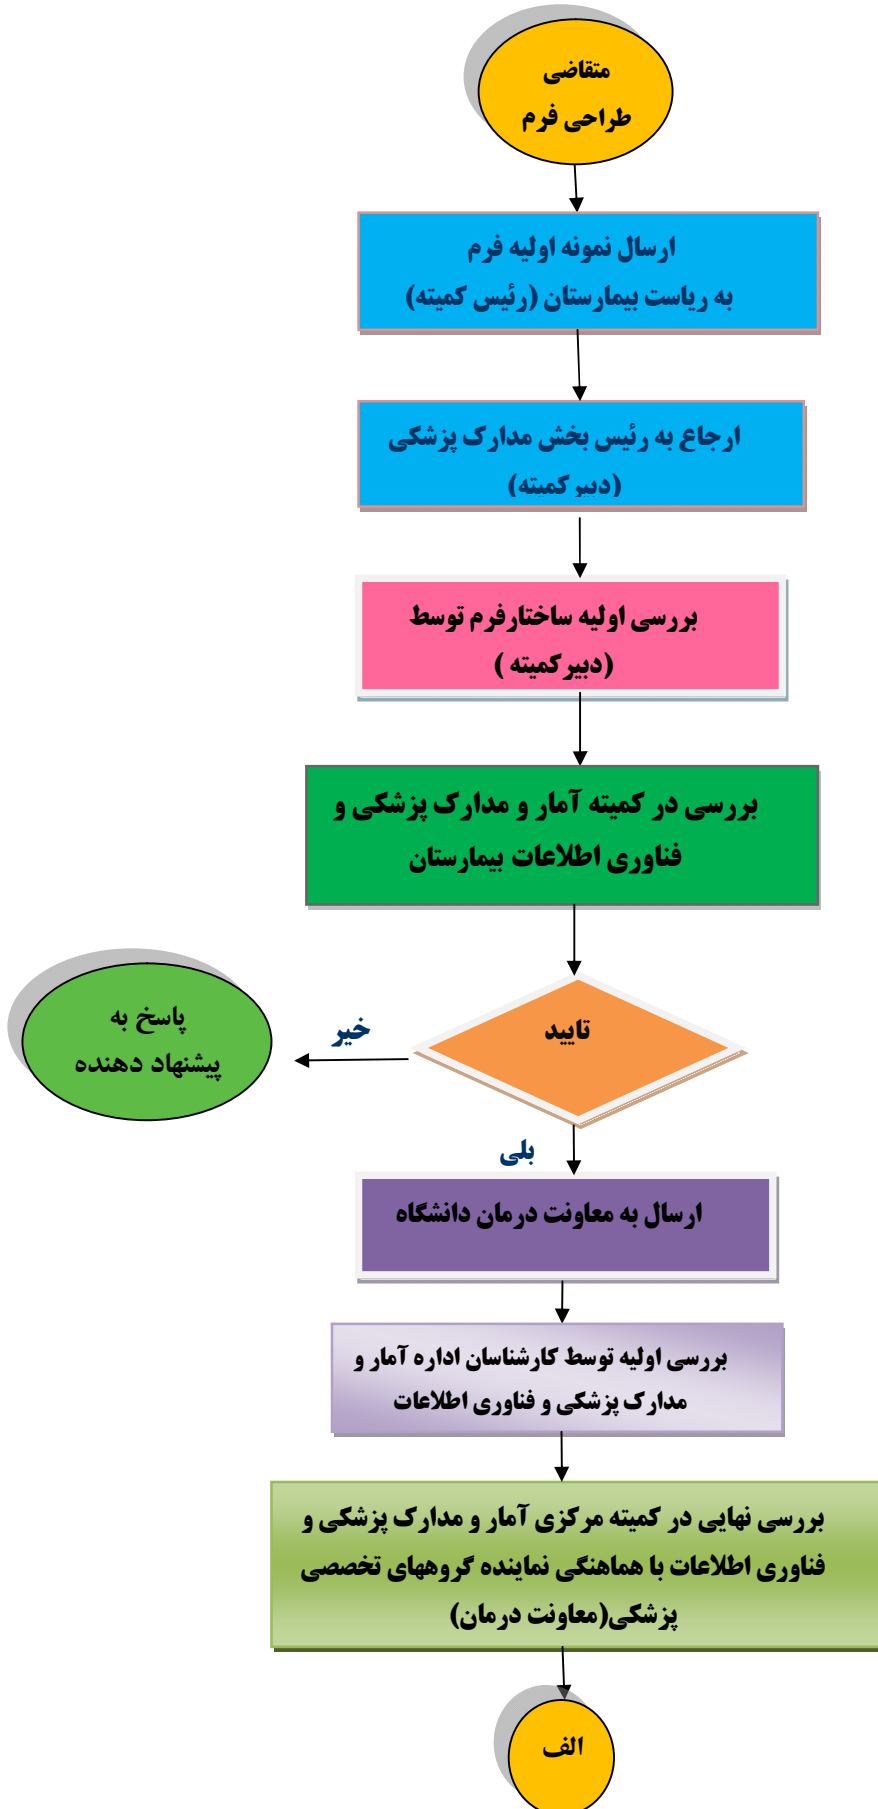 متقاضی
طراحی فرم
ارسال نمونه اولیه فرم
به ریاست بیمارستان (رئیس کمیته)
ارجاع به رئیس بخش مدارک پزشکی
(دبیرکمیته)
بررسی اولیه ساختارفرم توسط
(دبیرکمیته )
بررسی در کمیته آمار و مدارک پزشکی و
فناوری اطلاعات بیمارستان
تایید
خیر
پاسخ به
پیشنهاد دهنده
بلی
ارسال به معاونت درمان دانشگاه
بررسی اولیه توسط کارشناسان اداره آمار و
مدارک پزشکی و فناوری اطلاعات
بررسی نهایی در کمیته مرکزی آمار و مدارک پزشکی و
فناوری اطلاعات با هماهنگی نماینده گروههای تخصصی
پزشکی(معاونت درمان)
الف